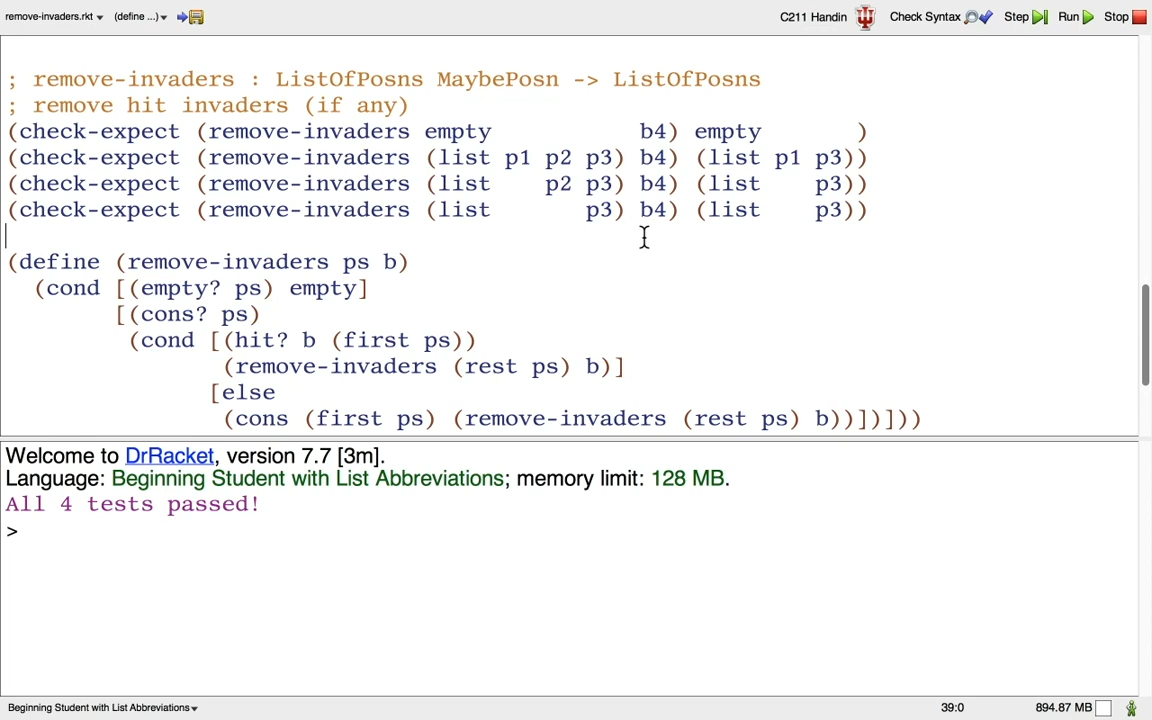 remove-invaders.rkt (define ...) C211 Handin Check Syntax Step Run Stop
; remove-invaders : ListOfPosns MaybePosn -> ListOfPosns
; remove hit invaders (if any)
(check-expect (remove-invaders empty           b4) empty       )
(check-expect (remove-invaders (list p1 p2 p3) b4) (list p1 p3))
(check-expect (remove-invaders (list    p2 p3) b4) (list    p3))
(check-expect (remove-invaders (list       p3) b4) (list    p3))
(define (remove-invaders ps b)
  (cond [(empty? ps) empty]
        [(cons? ps)
         (cond [(hit? b (first ps))
                (remove-invaders (rest ps) b)]
               [else
                (cons (first ps) (remove-invaders (rest ps) b))])]))
Welcome to DrRacket, version 7.7 [3m].
Language: Beginning Student with List Abbreviations; memory limit: 128 MB.
All 4 tests passed!
>
Beginning Student with List Abbreviations 39:0 894.87 MB